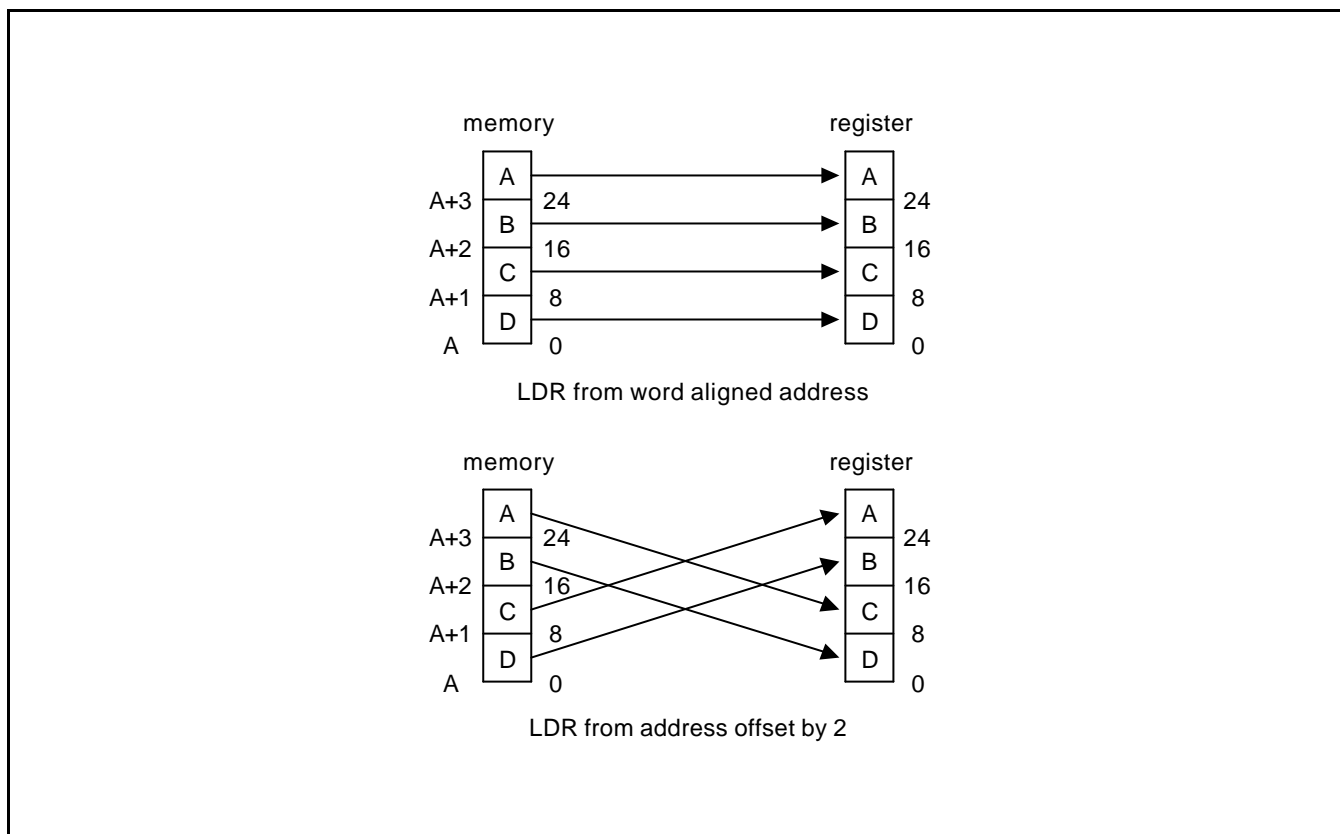 memory register
A A
A+3 24 24
B B
A+2 16 16
C C
A+1 8 8
D D
A 0 0
LDR from word aligned address
memory register
A A
A+3 24 24
B B
A+2 16 16
C C
A+1 8 8
D D
A 0 0
LDR from address offset by 2